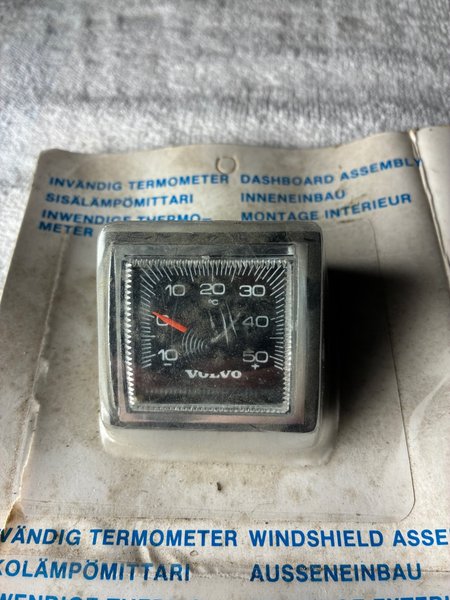 INVÄNDIG TERMOMETER DASHBOARD ASSEMBLY
SISÄLÄMPÖMITTARI INNENEINBAU
INWENDIGE THERMO- MONTAGE INTERIEUR
METER
10 20 30
°C
0 40
10 50
- +
VOLVO
VÄNDIG TERMOMETER WINDSHIELD ASSE
KOLÄMPÖMITTARI AUSSENEINBAU